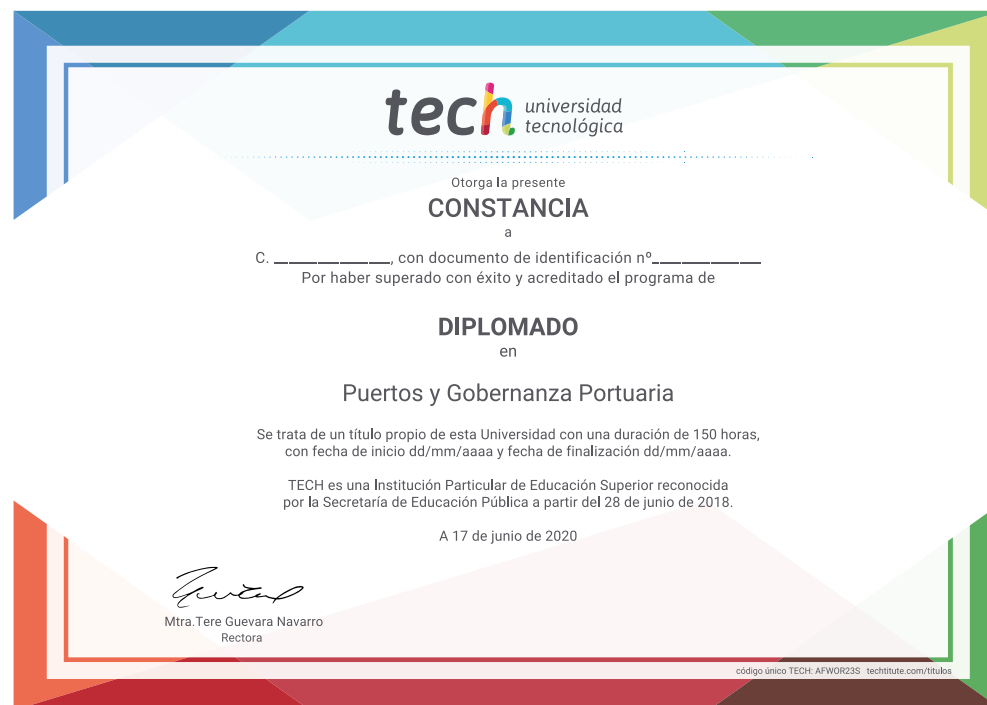 tech universidad
tecnológica
Otorga la presente
CONSTANCIA
a
C. ______________, con documento de identificación nº______________
Por haber superado con éxito y acreditado el programa de
DIPLOMADO
en
Puertos y Gobernanza Portuaria
Se trata de un título propio de esta Universidad con una duración de 150 horas,
con fecha de inicio dd/mm/aaaa y fecha de finalización dd/mm/aaaa.
TECH es una Institución Particular de Educación Superior reconocida
por la Secretaría de Educación Pública a partir del 28 de junio de 2018.
A 17 de junio de 2020
Mtra.Tere Guevara Navarro
Rectora
código único TECH: AFWOR23S techtitute.com/titulos